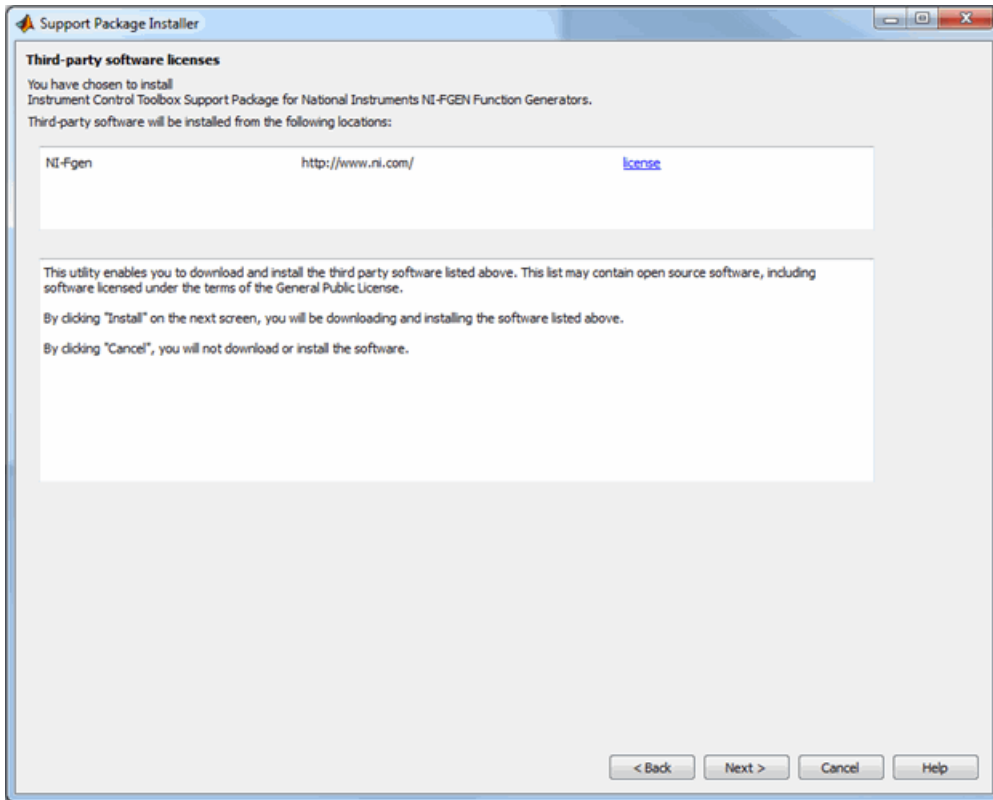 Support Package Installer
Third-party software licenses
You have chosen to install
Instrument Control Toolbox Support Package for National Instruments NI-FGEN Function Generators.
Third-party software will be installed from the following locations:
NI-Fgen http://www.ni.com/ license
This utility enables you to download and install the third party software listed above. This list may contain open source software, including
software licensed under the terms of the General Public License.
By clicking "Install" on the next screen, you will be downloading and installing the software listed above.
By clicking "Cancel", you will not download or install the software.
< Back Next > Cancel Help